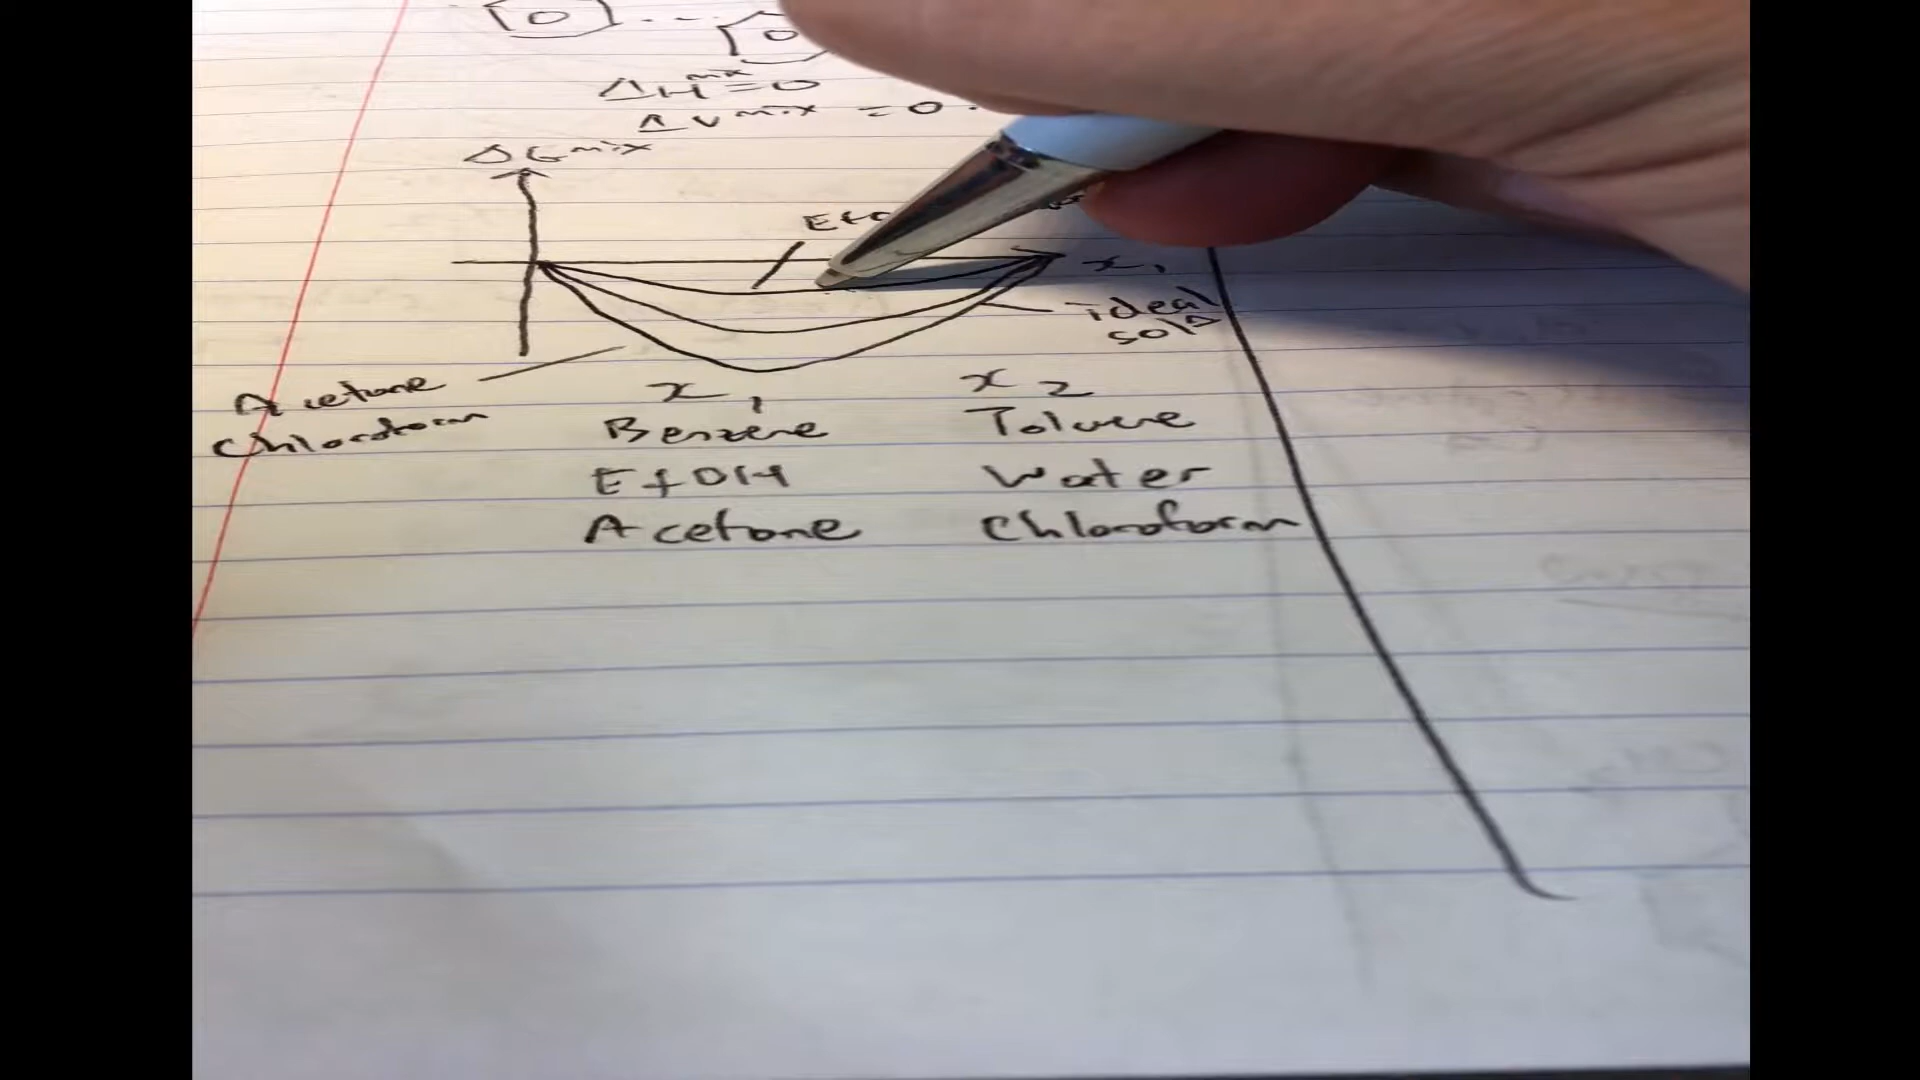 ΔH^mix = 0
ΔV^mix = 0
ΔG^mix
x₁
ideal
solⁿ
Acetone
Chloroform
x₁ x₂
Benzene Toluene
EtOH Water
Acetone Chloroform